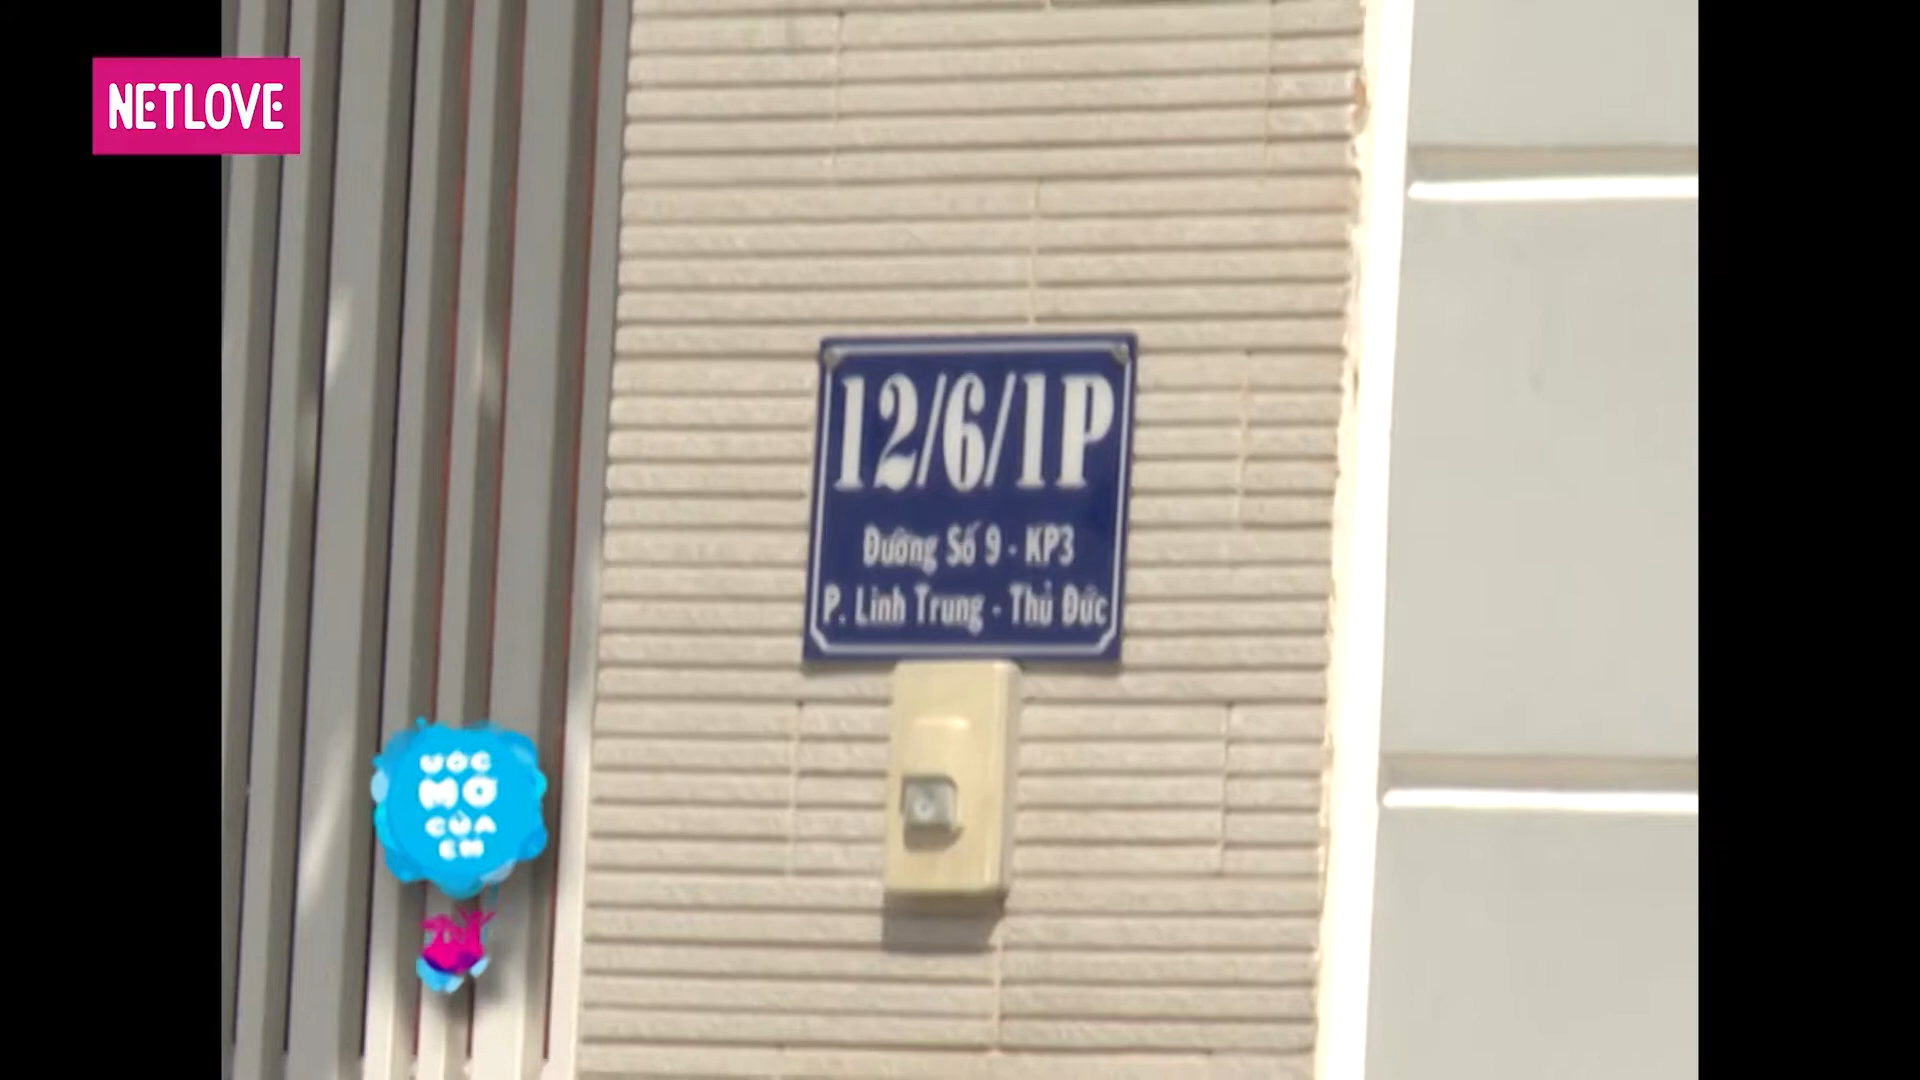 NETLOVE
12/6/1P
Đường Số 9 - KP3
P. Linh Trung - Thủ Đức
ƯỚC
MƠ
CỦA
EM